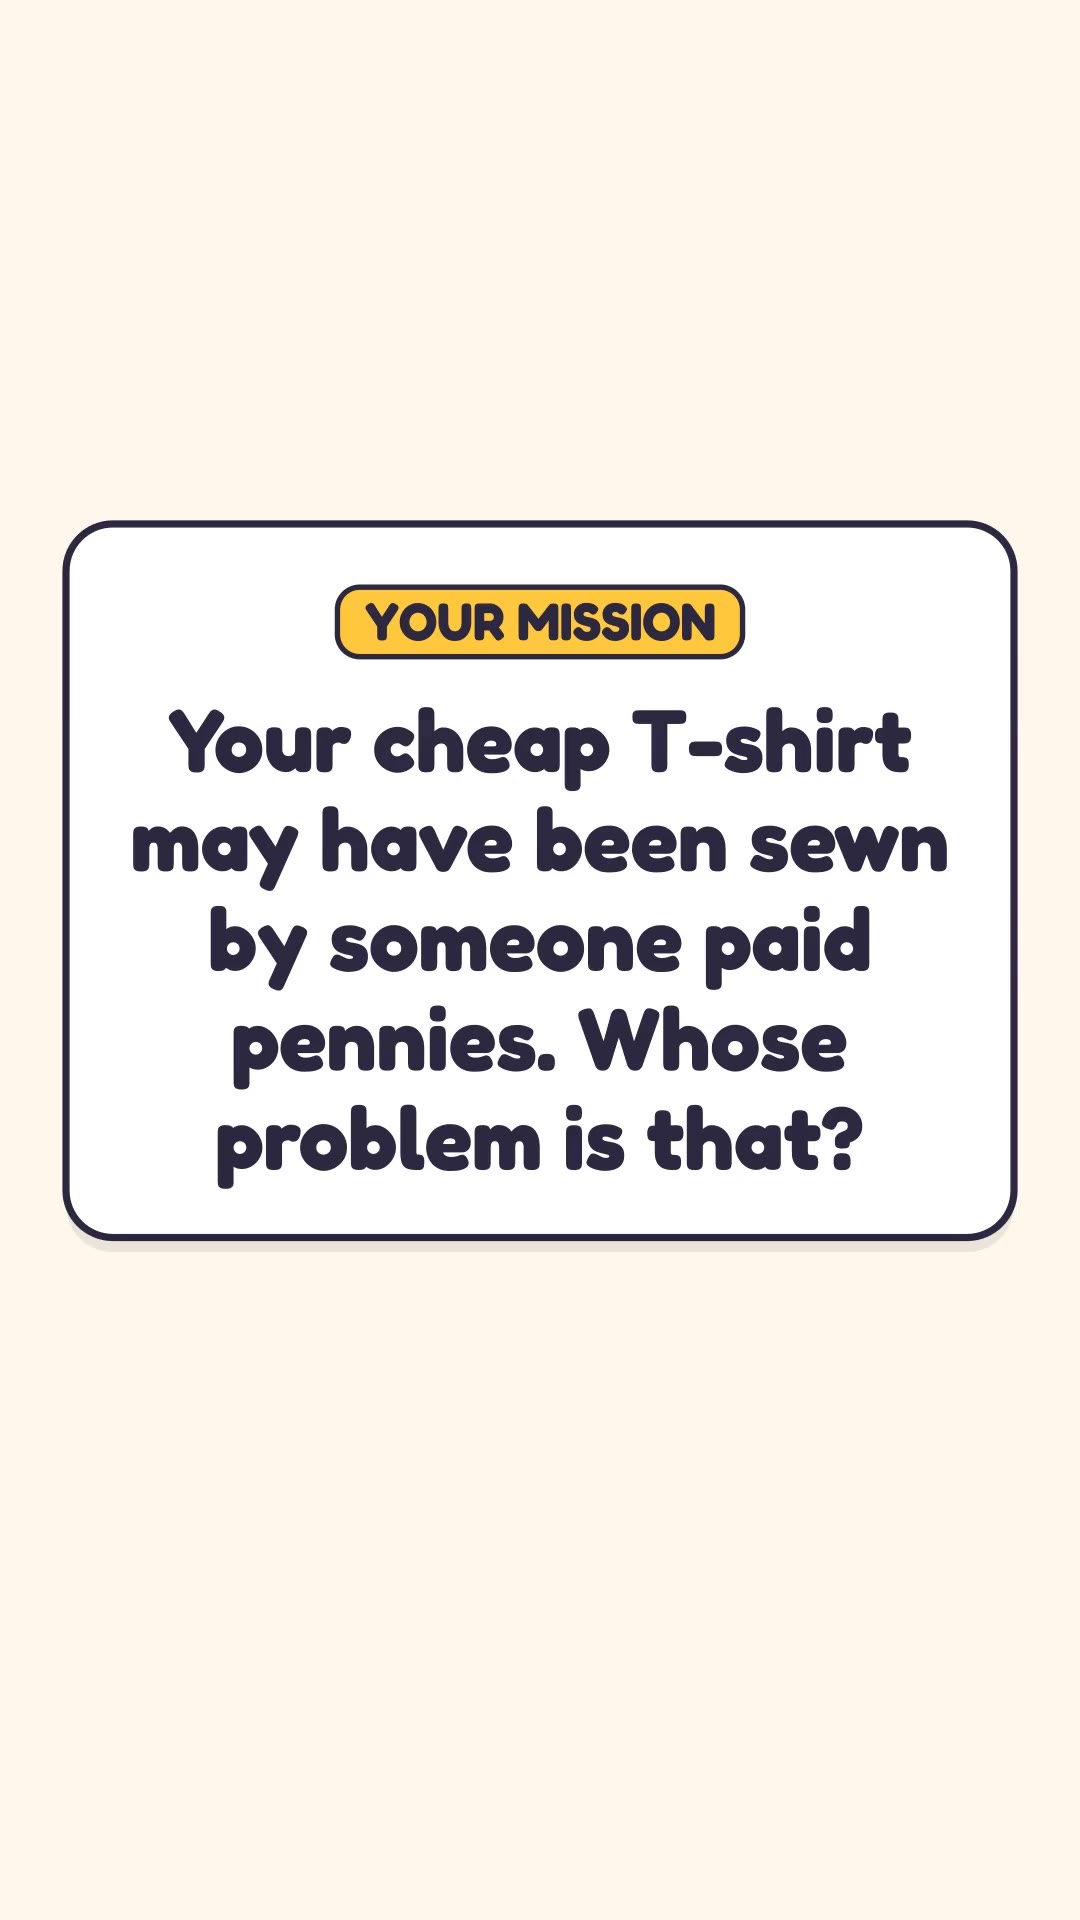 YOUR MISSION
Your cheap T-shirt
may have been sewn
by someone paid
pennies. Whose
problem is that?